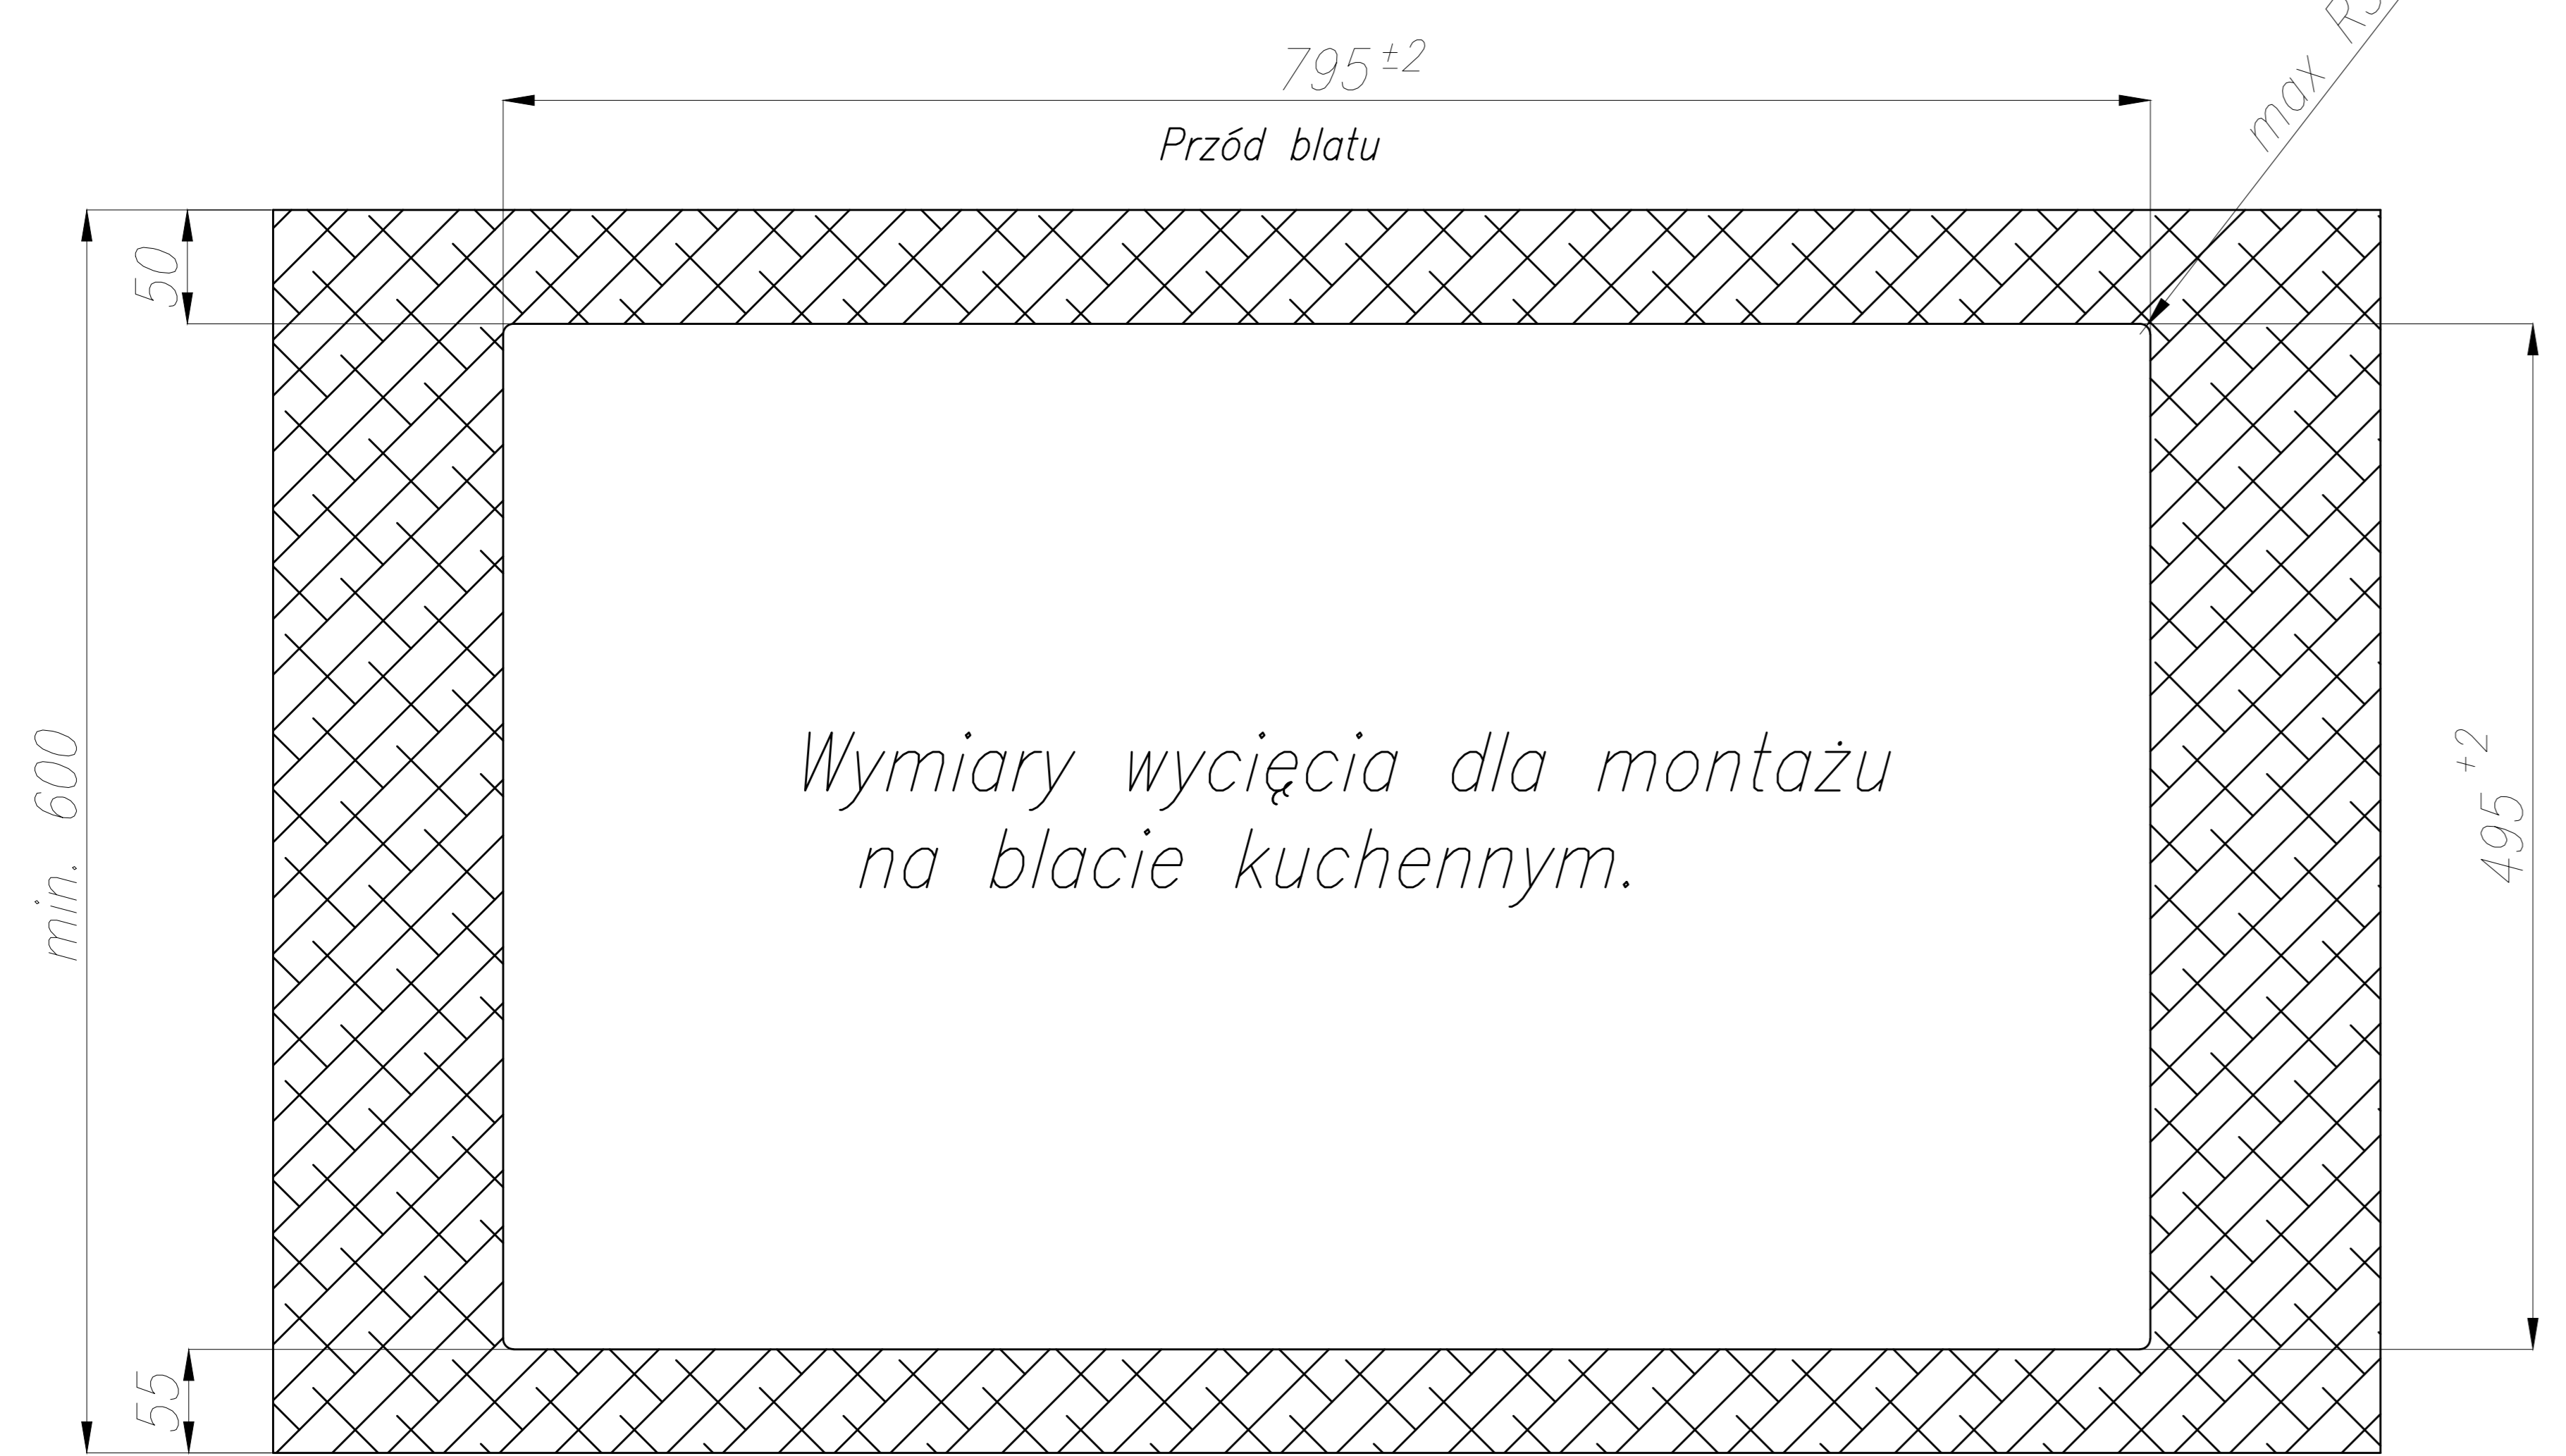 795±2
Przód blatu
max
50
min. 600
Wymiary wycięcia dla montażu
na blacie kuchennym.
495 +2
55